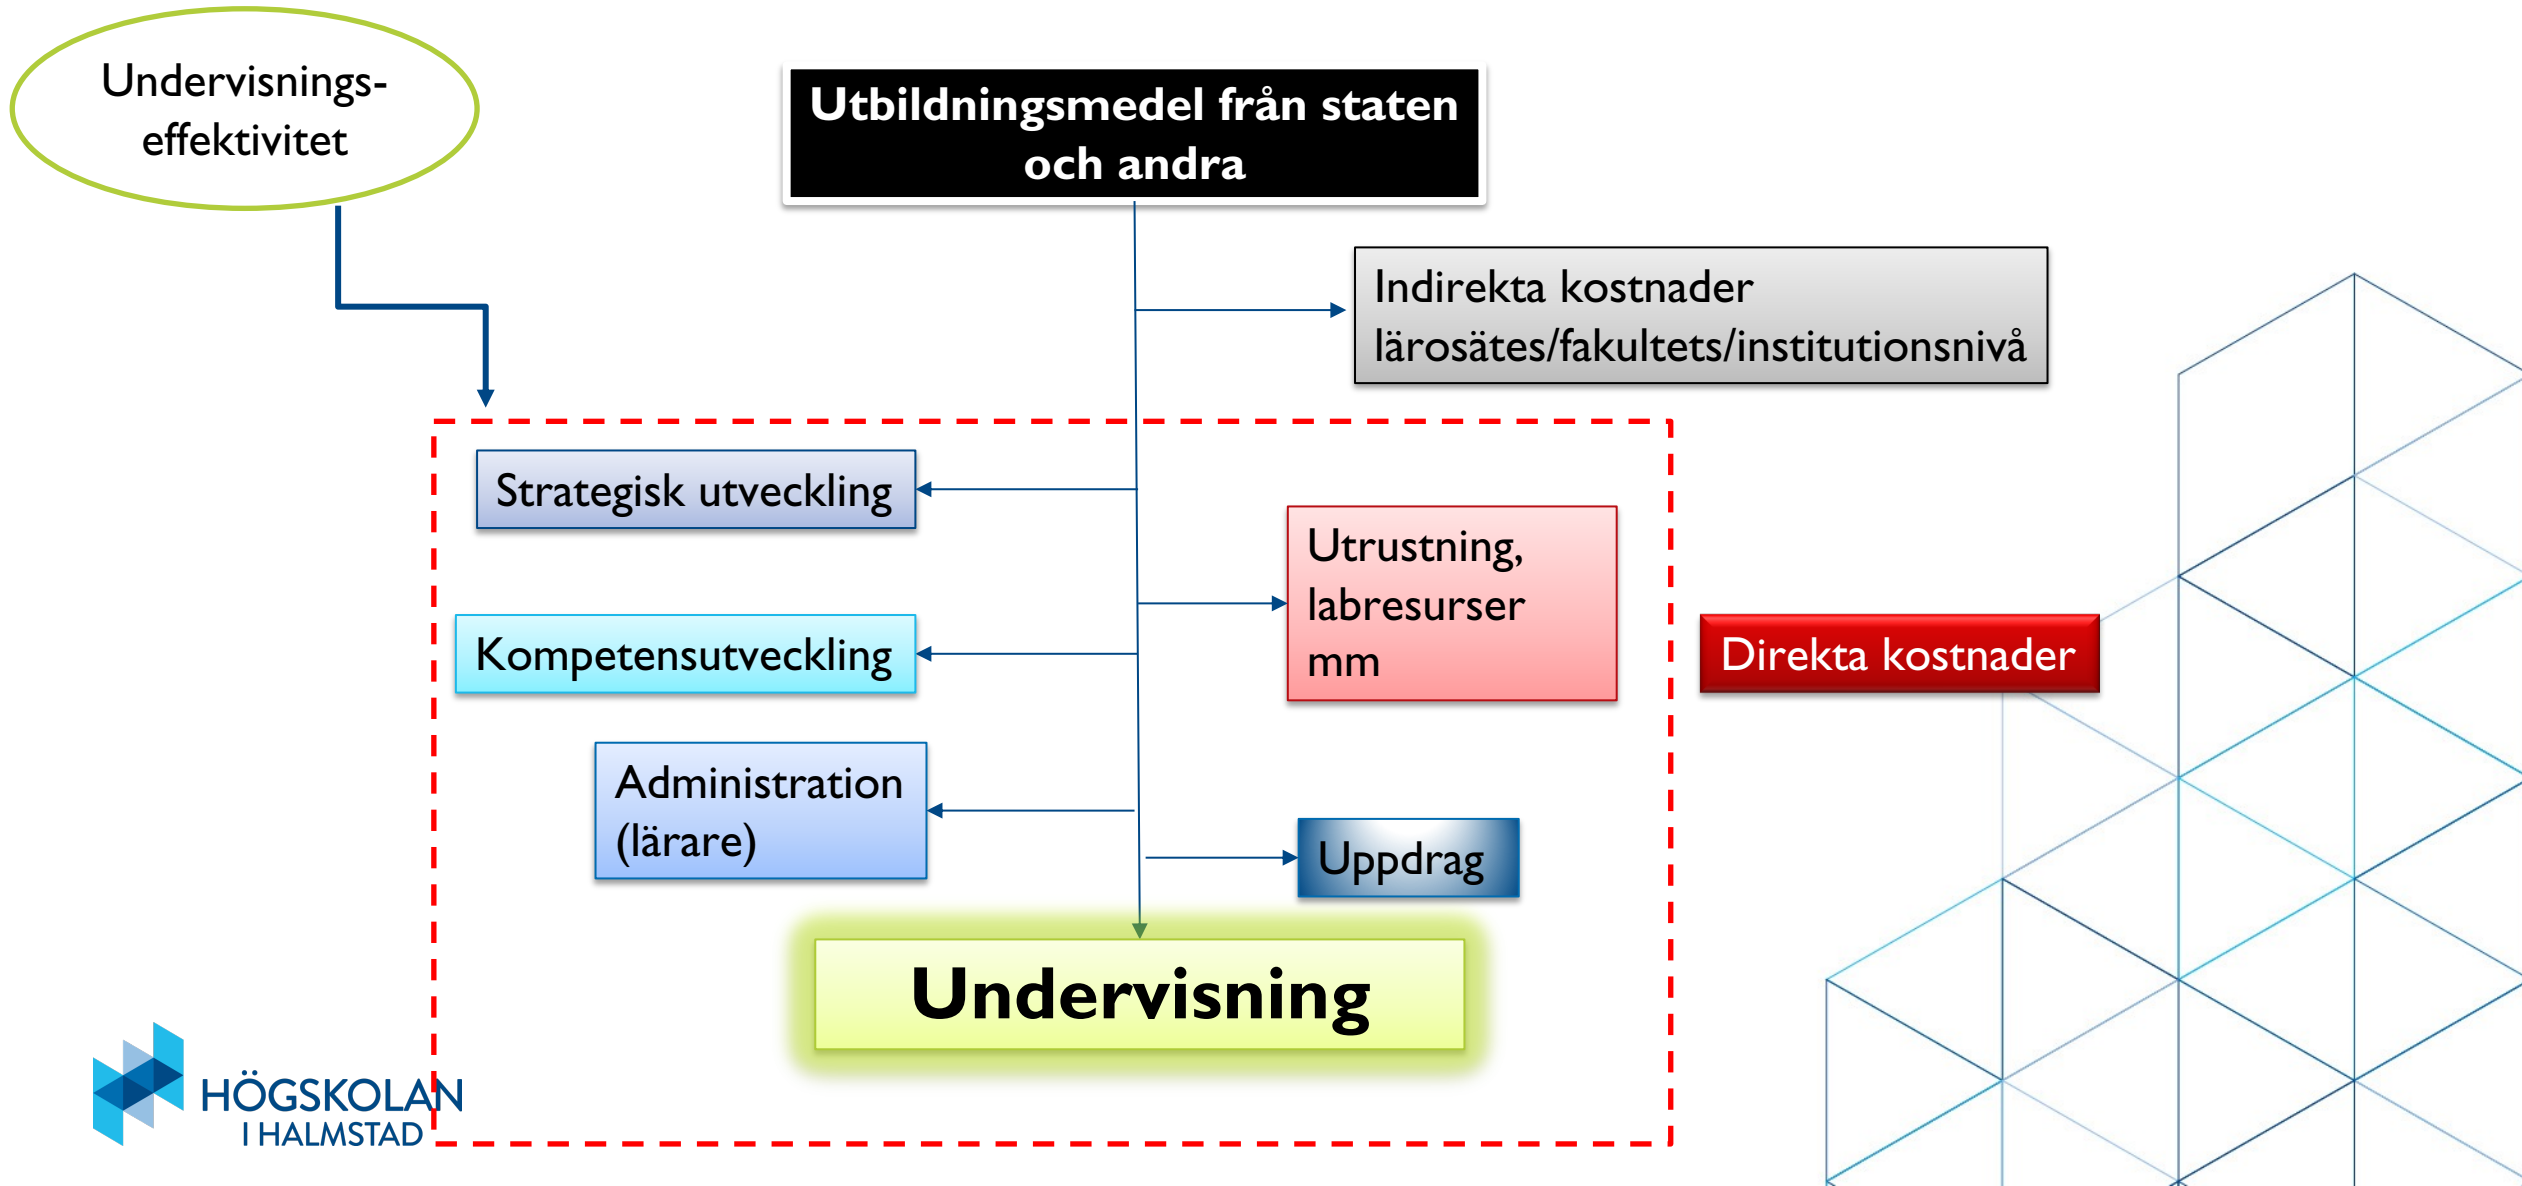 Undervisnings-
effektivitet
Utbildningsmedel från staten
och andra
Indirekta kostnader
lärosätes/fakultets/institutionsnivå
Strategisk utveckling
Utrustning,
labresurser
mm
Kompetensutveckling
Direkta kostnader
Administration
(lärare)
Uppdrag
Undervisning
HÖGSKOLAN
I HALMSTAD